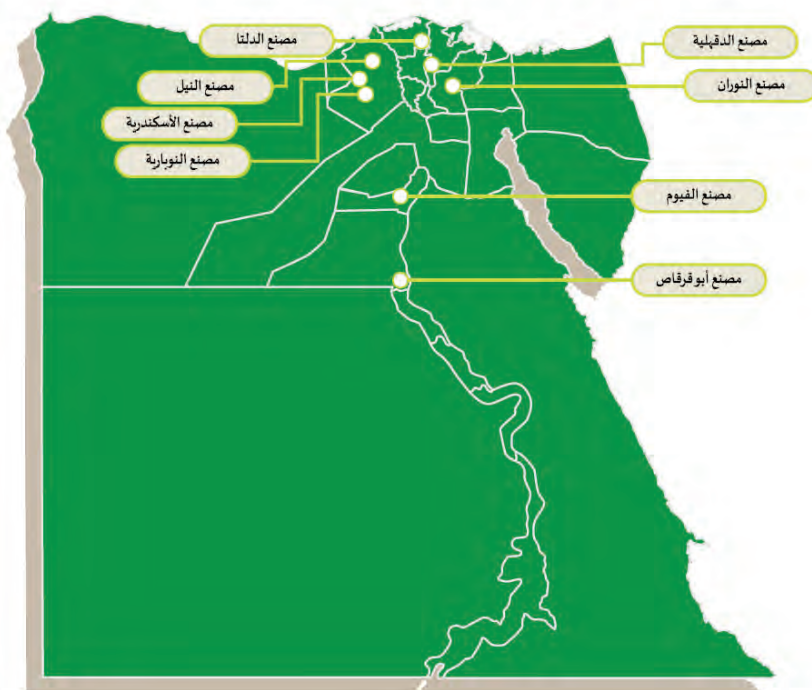 مصنع الدقهلية
مصنع الدلتا
مصنع النوران
مصنع النيل
مصنع الأسكندرية
مصنع النوبارية
مصنع الفيوم
مصنع أبو قرقاص